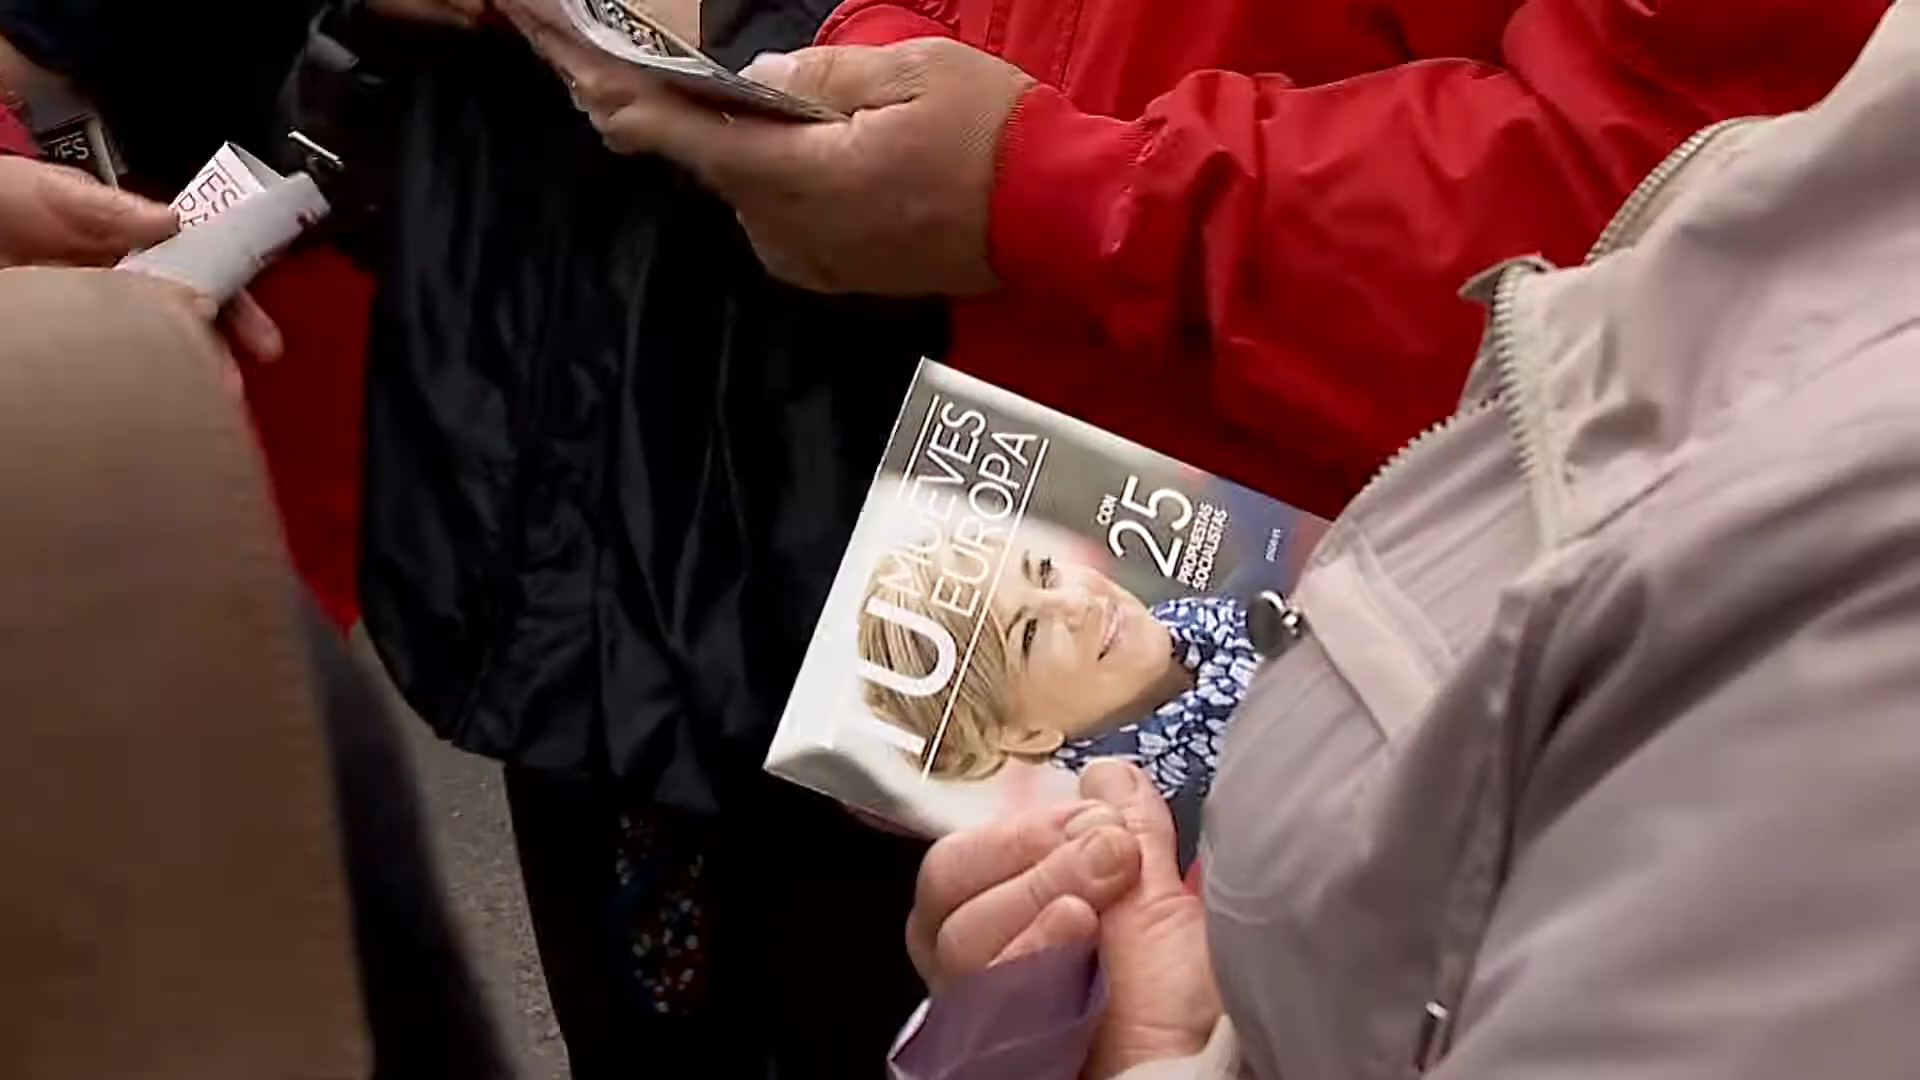 TU MUEVES
EUROPA
CON
25
PROPUESTAS
SOCIALISTAS